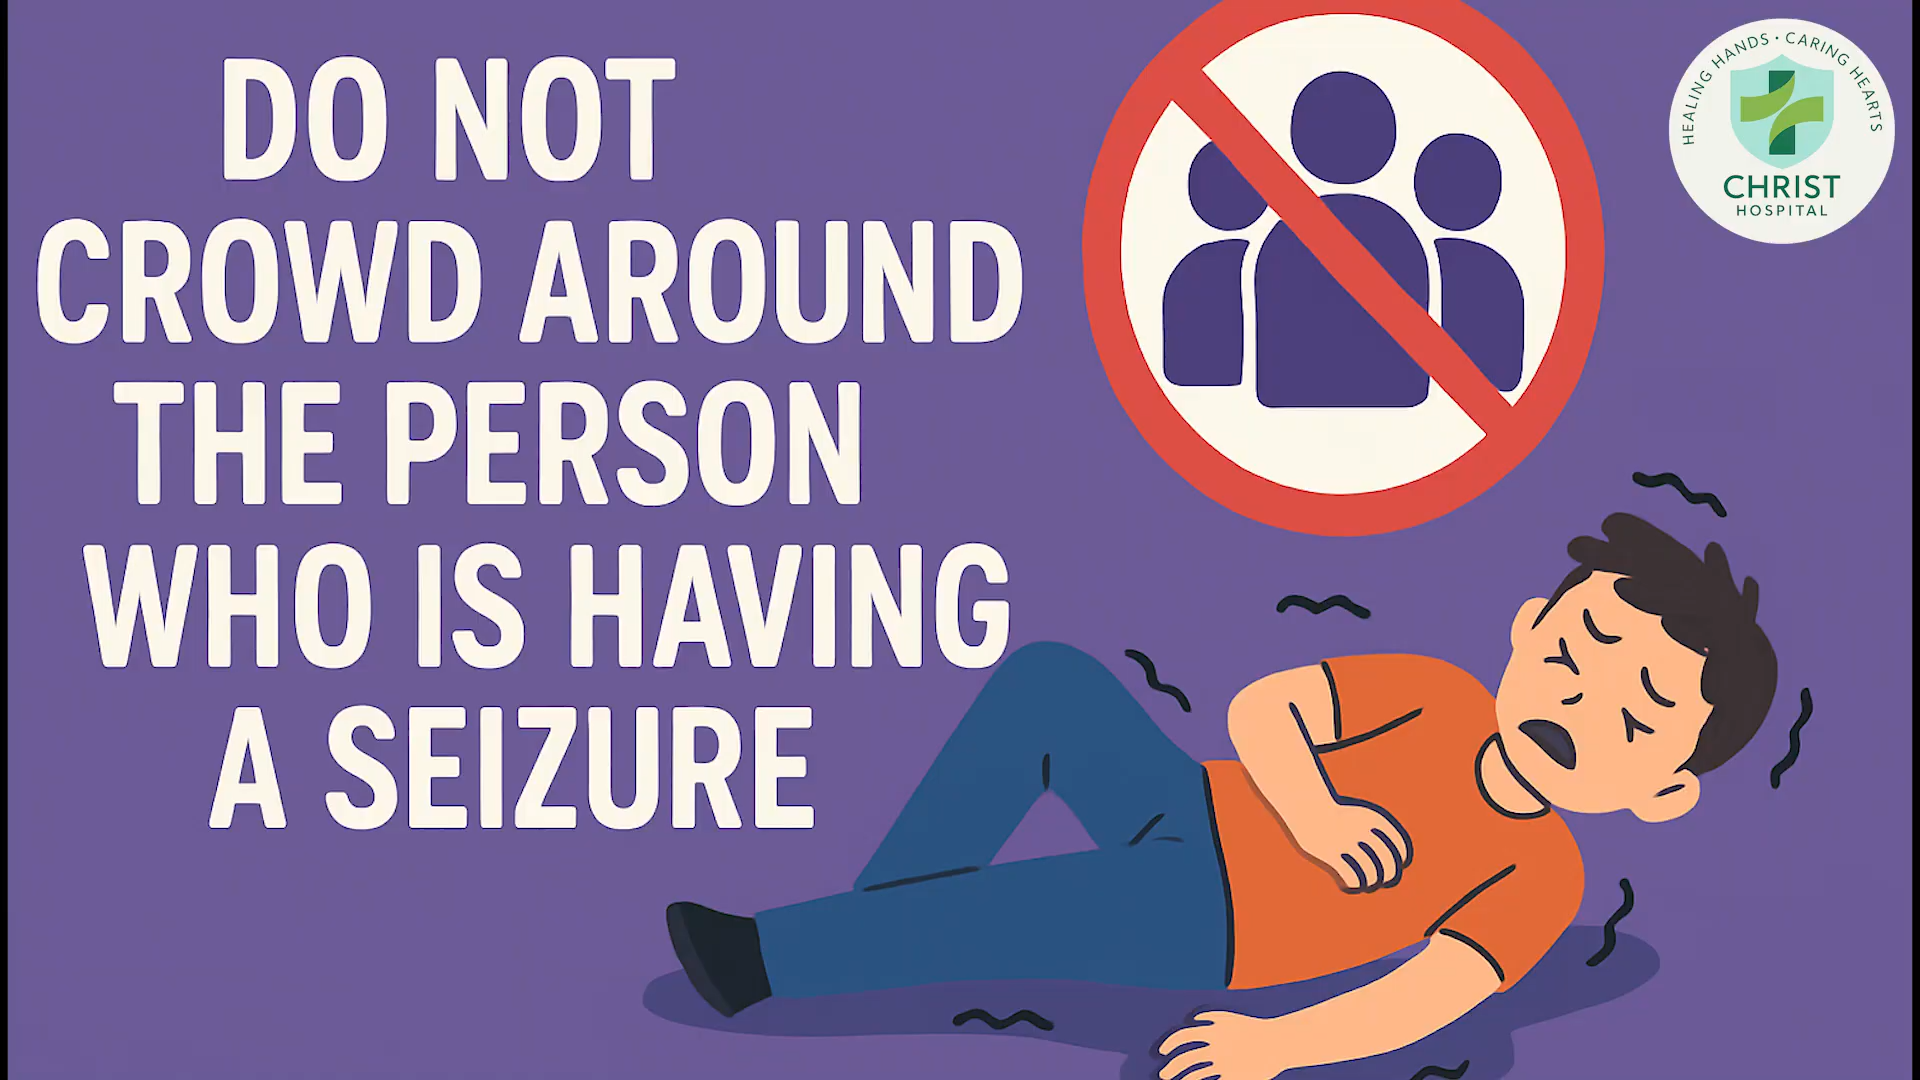 DO NOT
CROWD AROUND
THE PERSON
WHO IS HAVING
A SEIZURE
HEALING HANDS · CARING HEARTS
CHRIST
HOSPITAL